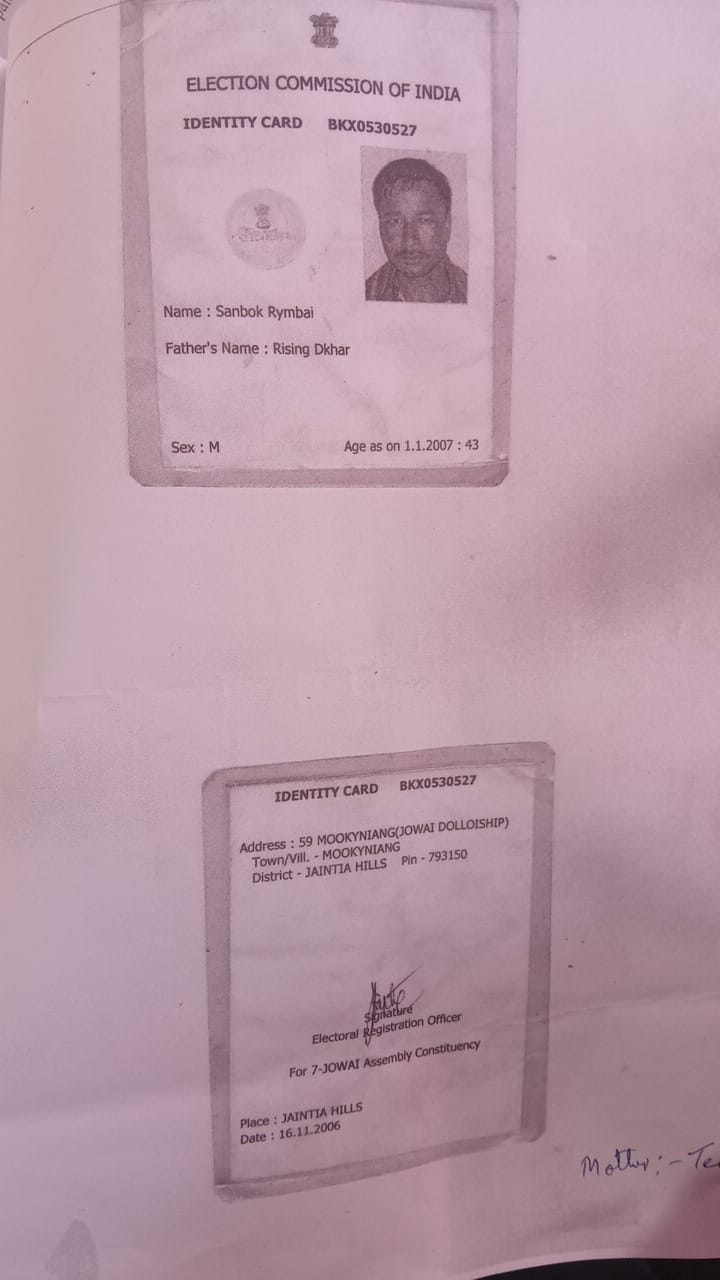 ELECTION COMMISSION OF INDIA
IDENTITY CARD BKX0530527
Name : Sanbok Rymbai
Father's Name : Rising Dkhar
Sex : M Age as on 1.1.2007 : 43
IDENTITY CARD BKX0530527
Address : 59 MOOKYNIANG(JOWAI DOLLOISHIP)
Town/Vill. - MOOKYNIANG
District - JAINTIA HILLS Pin - 793150
Signature
Electoral Registration Officer
For 7-JOWAI Assembly Constituency
Place : JAINTIA HILLS
Date : 16.11.2006
Mother :-